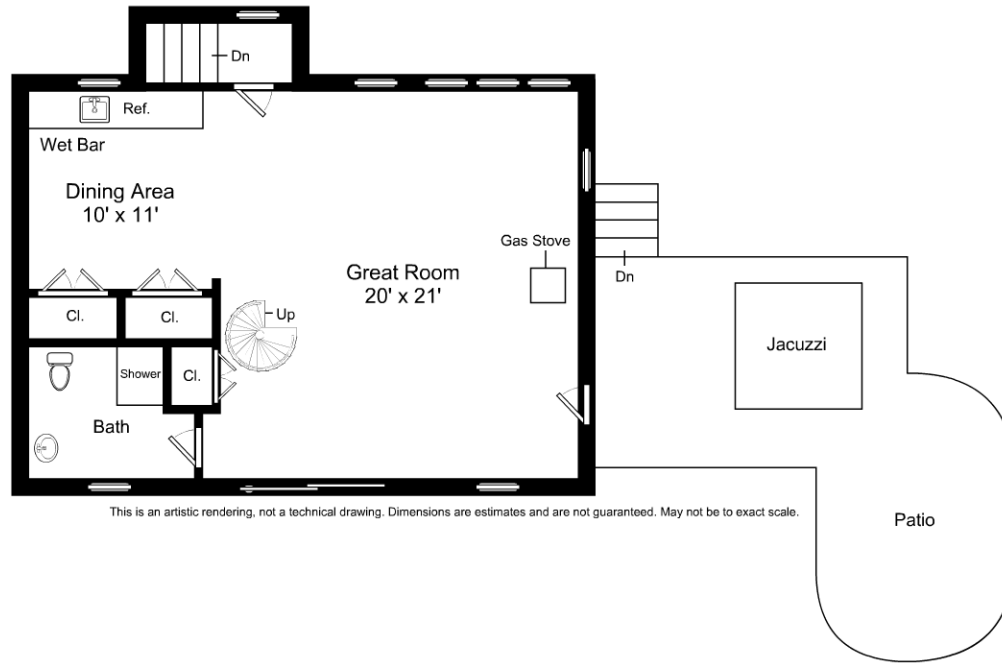 Dn
Ref.
Wet Bar
Dining Area
10' x 11'
Gas Stove
Great Room
20' x 21'
Dn
Cl.
Cl.
Up
Jacuzzi
Shower
Cl.
Bath
This is an artistic rendering, not a technical drawing. Dimensions are estimates and are not guaranteed. May not be to exact scale.
Patio